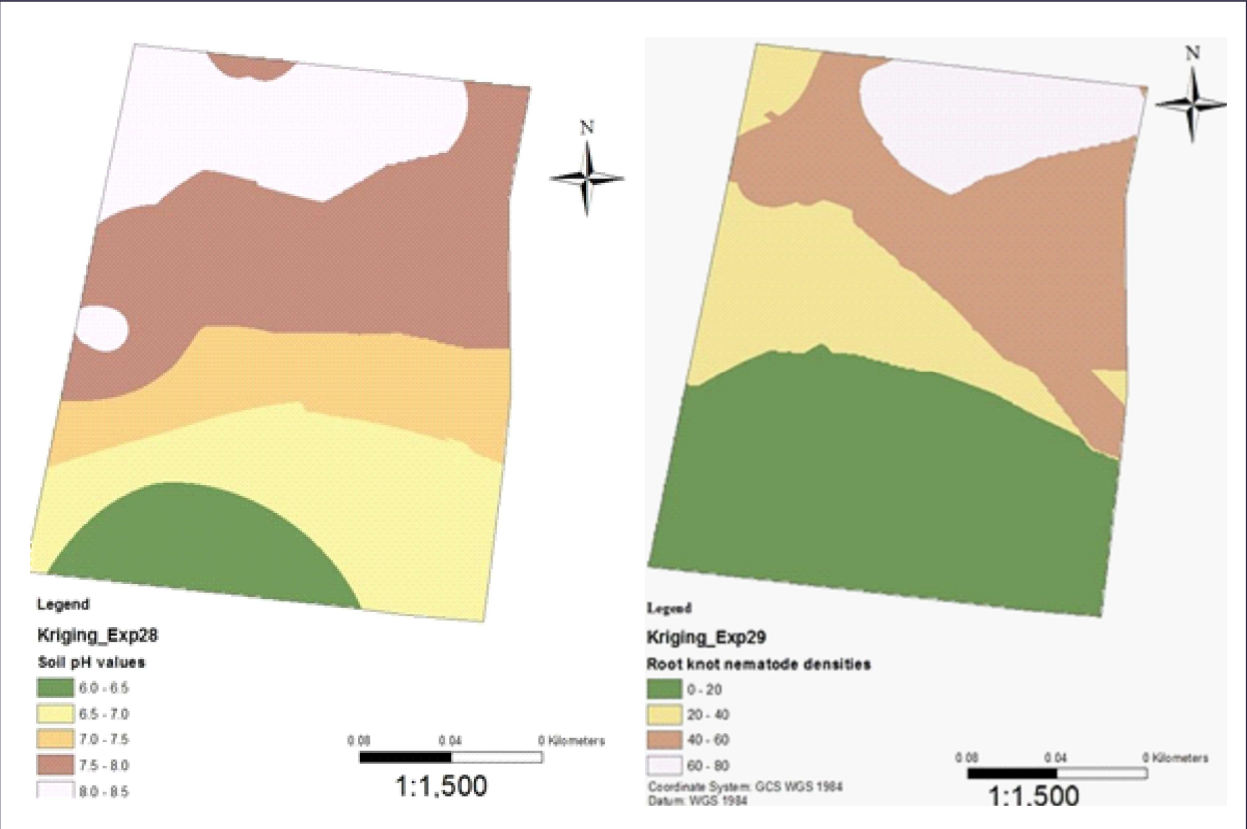 N
Legend
Kriging_Exp28
Soil pH values
6.0 - 6.5
6.5 - 7.0
7.0 - 7.5
7.5 - 8.0
8.0 - 8.5
0.08 0.04 0 Kilometers
1:1,500
N
Legend
Kriging_Exp29
Root knot nematode densities
0 - 20
20 - 40
40 - 60
60 - 80
Coordinate System: GCS WGS 1984
Datum: WGS 1984
0.08 0.04 0 Kilometers
1:1,500